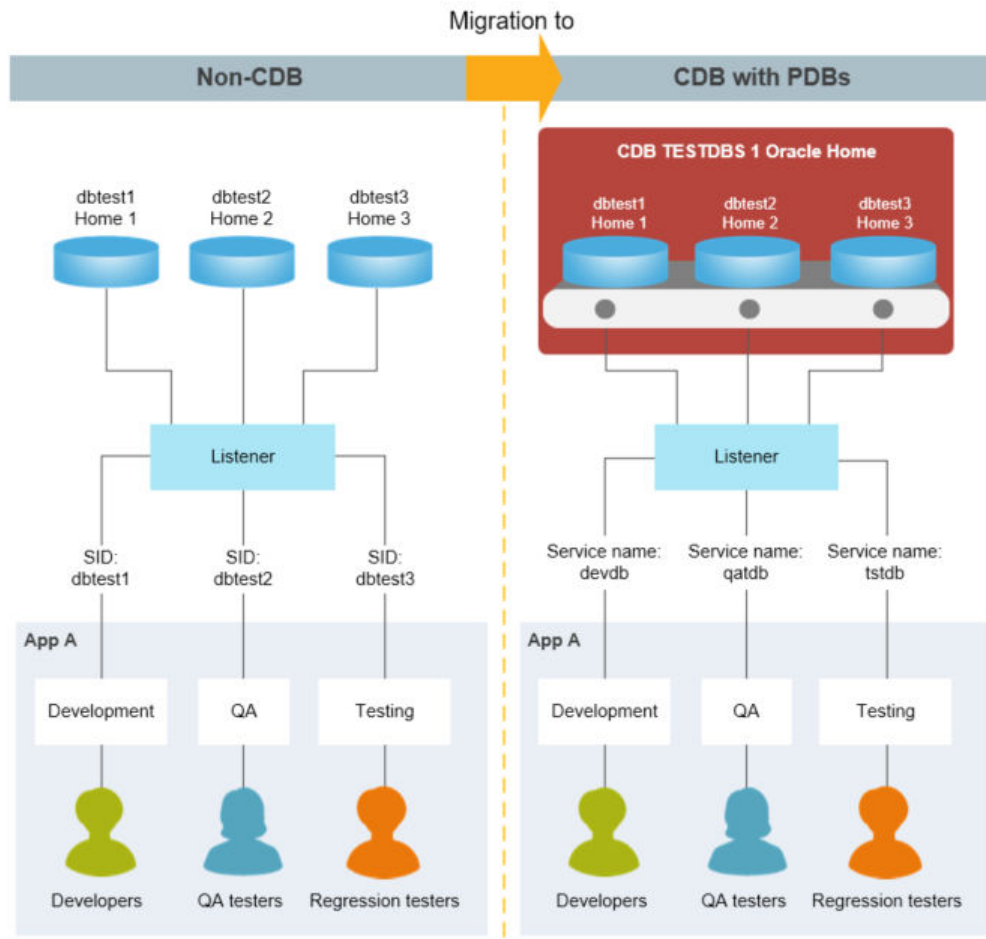 Migration to
Non-CDB
CDB with PDBs
dbtest1
Home 1
dbtest2
Home 2
dbtest3
Home 3
CDB TESTDBS 1 Oracle Home
dbtest1
Home 1
dbtest2
Home 2
dbtest3
Home 3
Listener
Listener
SID:
dbtest1
SID:
dbtest2
SID:
dbtest3
Service name:
devdb
Service name:
qatdb
Service name:
tstdb
App A
Development
QA
Testing
Developers
QA testers
Regression testers
App A
Development
QA
Testing
Developers
QA testers
Regression testers